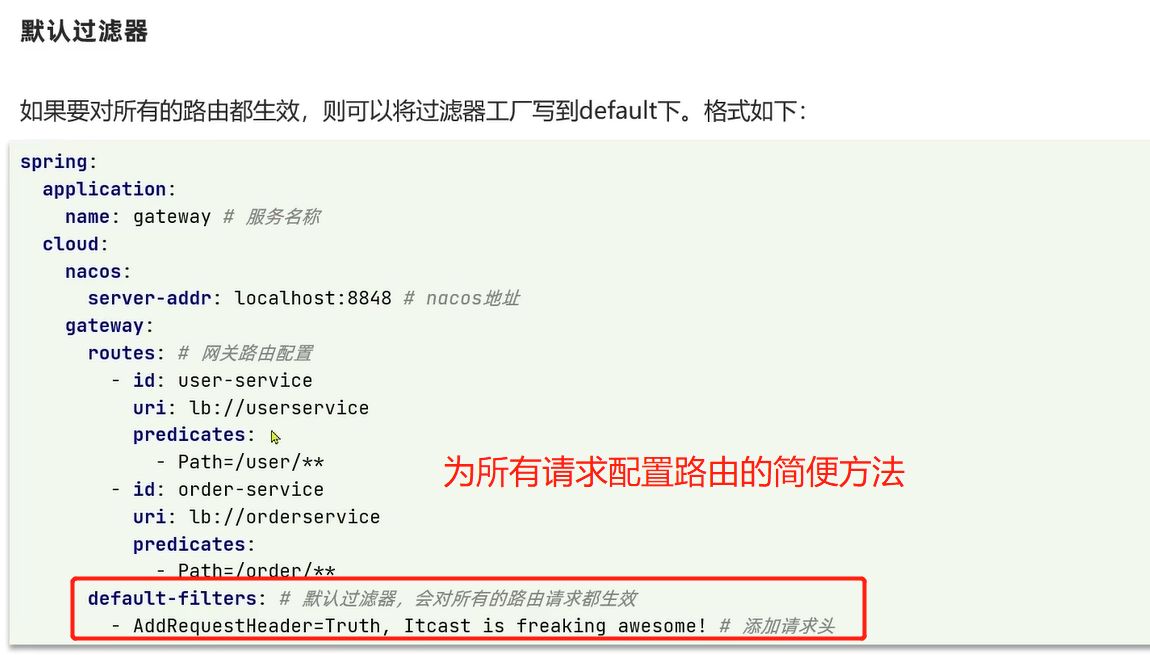 默认过滤器
如果要对所有的路由都生效，则可以将过滤器工厂写到default下。格式如下：
spring:
  application:
    name: gateway # 服务名称
  cloud:
    nacos:
      server-addr: localhost:8848 # nacos地址
    gateway:
      routes: # 网关路由配置
        - id: user-service
          uri: lb://userservice
          predicates:
            - Path=/user/**
为所有请求配置路由的简便方法
        - id: order-service
          uri: lb://orderservice
          predicates:
            - Path=/order/**
      default-filters: # 默认过滤器，会对所有的路由请求都生效
        - AddRequestHeader=Truth, Itcast is freaking awesome! # 添加请求头